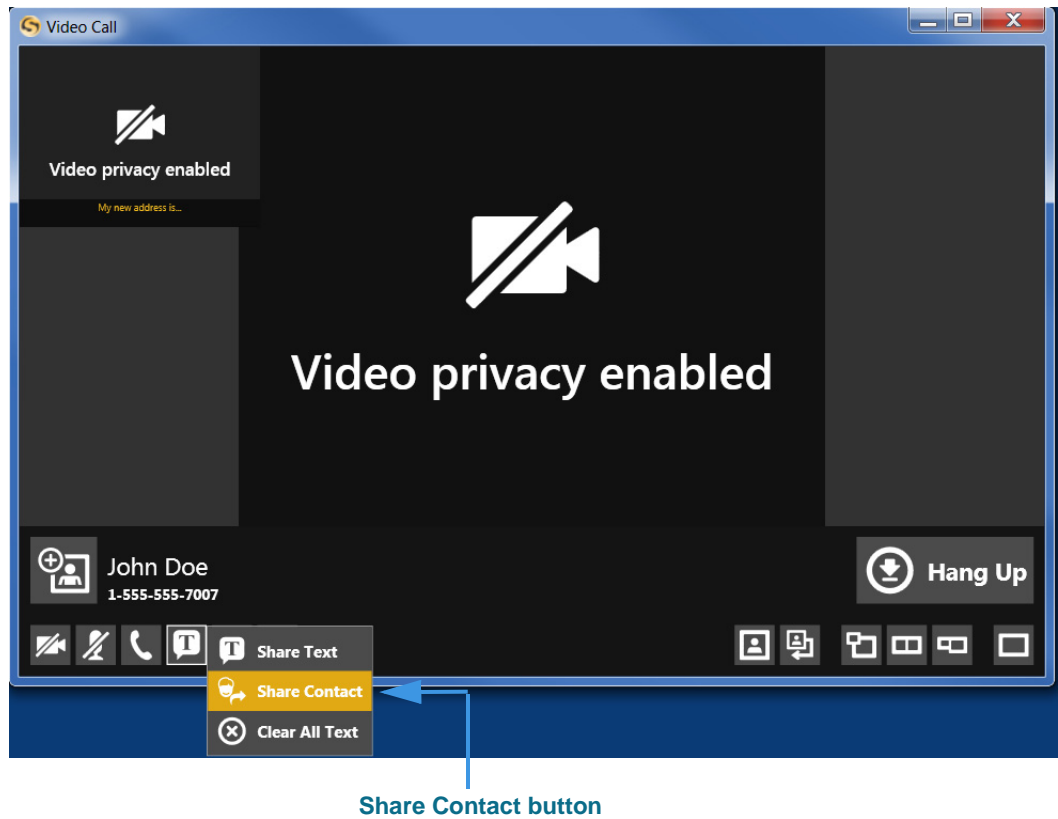 Video Call
Video privacy enabled
My new address is...
Video privacy enabled
John Doe
1-555-555-7007
Hang Up
T
T Share Text
Share Contact
Clear All Text
Share Contact button